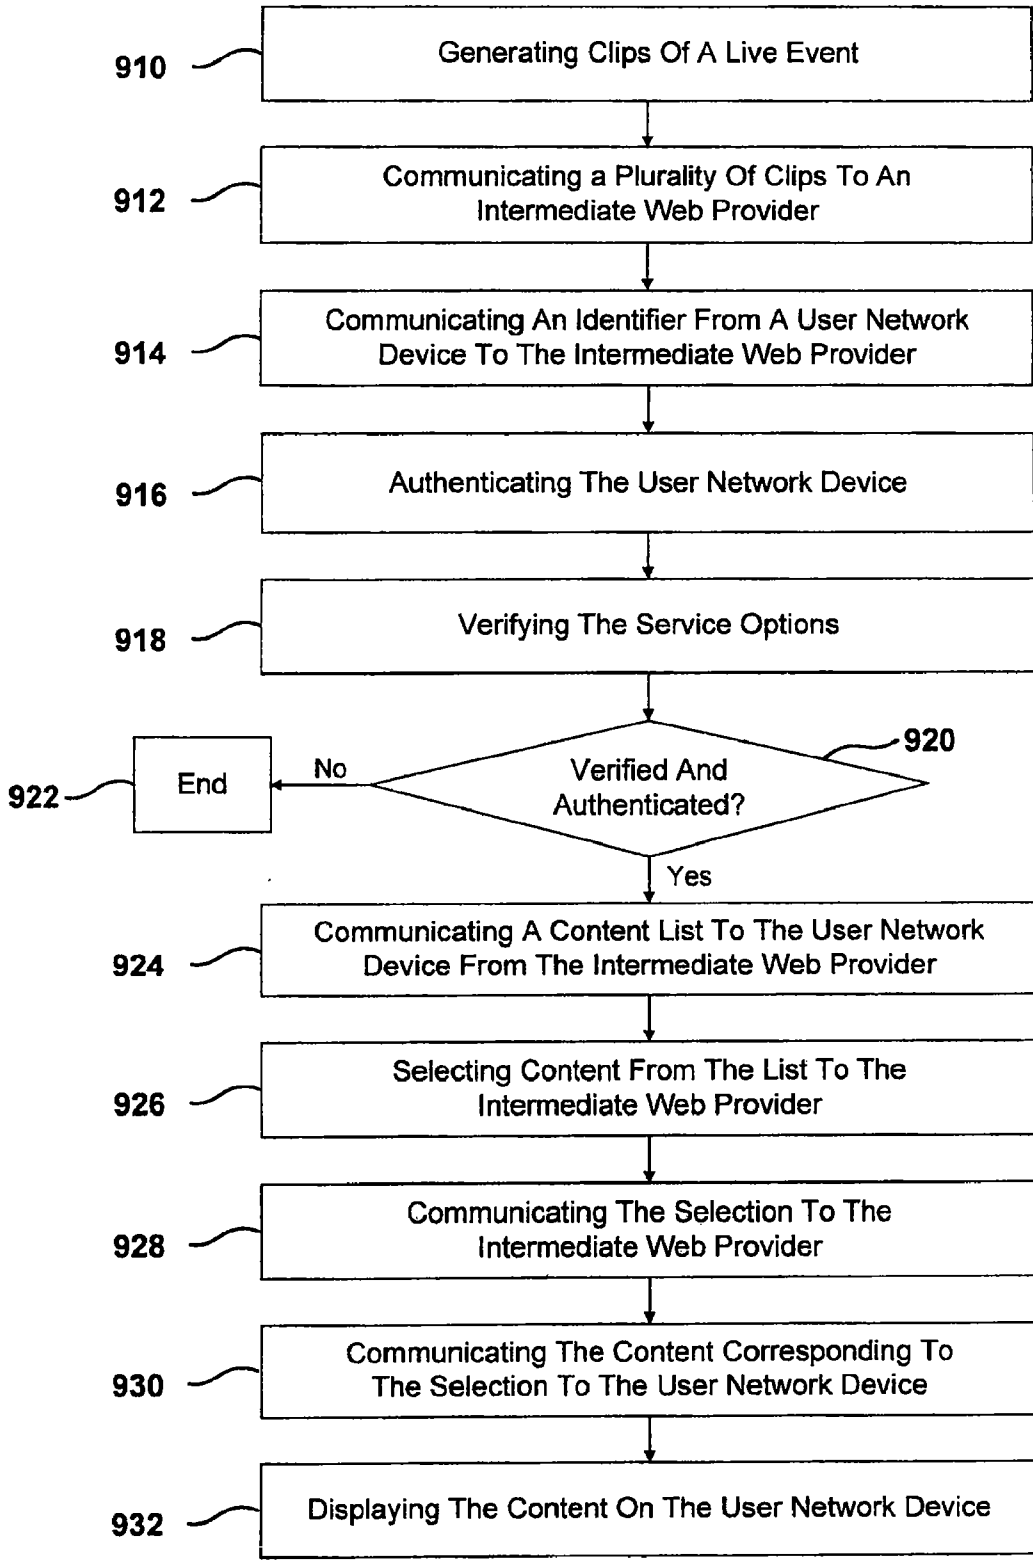 910
Generating Clips Of A Live Event
912
Communicating a Plurality Of Clips To An
Intermediate Web Provider
914
Communicating An Identifier From A User Network
Device To The Intermediate Web Provider
916
Authenticating The User Network Device
918
Verifying The Service Options
920
Verified And
Authenticated?
No
End
922
Yes
924
Communicating A Content List To The User Network
Device From The Intermediate Web Provider
926
Selecting Content From The List To The
Intermediate Web Provider
928
Communicating The Selection To The
Intermediate Web Provider
930
Communicating The Content Corresponding To
The Selection To The User Network Device
932
Displaying The Content On The User Network Device